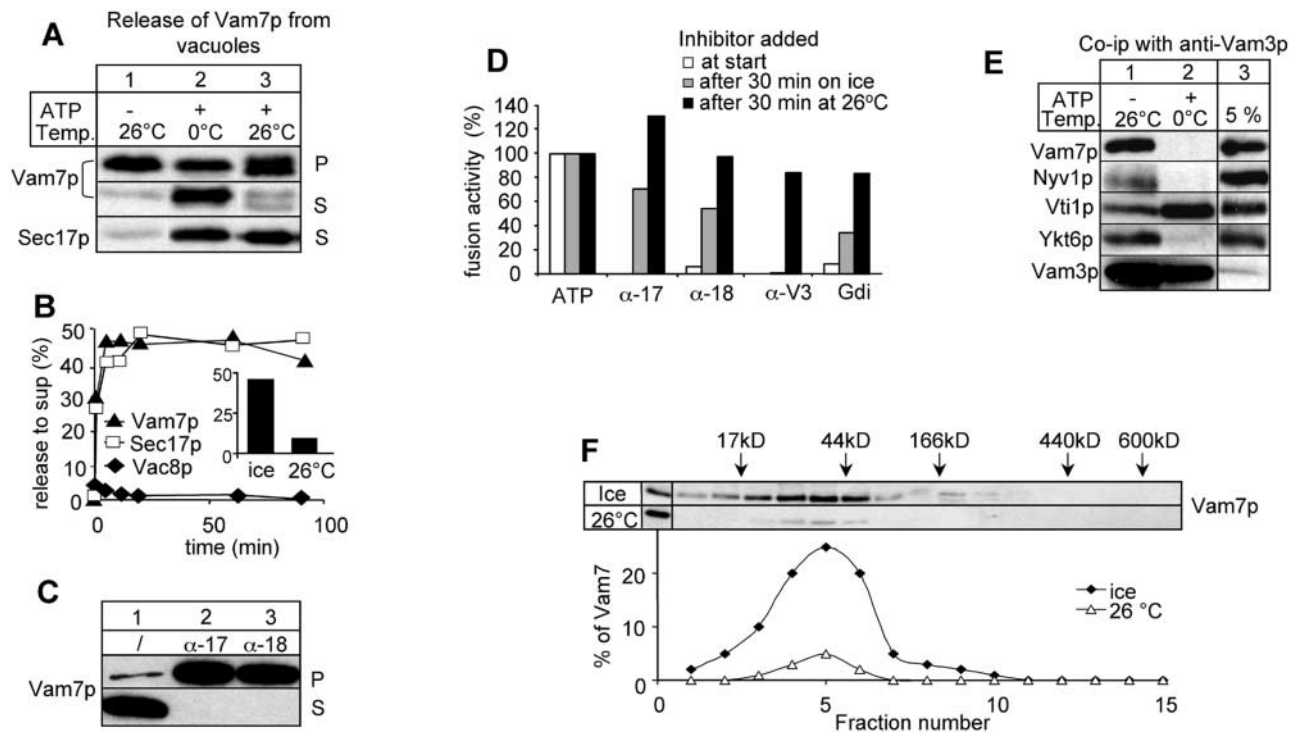 A
Release of Vam7p from
vacuoles
1 2 3
ATP - + +
Temp. 26°C 0°C 26°C
Vam7p P
S
Sec17p S
B
release to sup (%)
50
40
30
20
10
0
0 50 100
time (min)
Vam7p
Sec17p
Vac8p
50
25
0
ice 26°C
C
1 2 3
/ α-17 α-18
Vam7p P
S
D
Inhibitor added
at start
after 30 min on ice
after 30 min at 26°C
fusion activity (%)
140
120
100
80
60
40
20
0
ATP α-17 α-18 α-V3 Gdi
E
Co-ip with anti-Vam3p
1 2 3
ATP - +
Temp. 26°C 0°C 5 %
Vam7p
Nyv1p
Vti1p
Ykt6p
Vam3p
F
17kD 44kD 166kD 440kD 600kD
Ice
26°C
Vam7p
% of Vam7
20
10
0
ice
26 °C
0 5 10 15
Fraction number